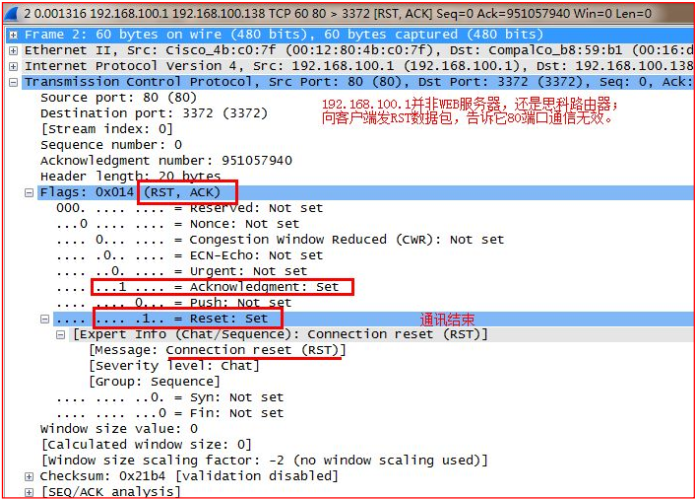 2 0.001316 192.168.100.1 192.168.100.138 TCP 60 80 > 3372 [RST, ACK] Seq=0 Ack=951057940 Win=0 Len=0
Frame 2: 60 bytes on wire (480 bits), 60 bytes captured (480 bits)
Ethernet II, Src: Cisco_4b:c0:7f (00:12:80:4b:c0:7f), Dst: CompalCo_b8:59:b1 (00:16:d
Internet Protocol Version 4, Src: 192.168.100.1 (192.168.100.1), Dst: 192.168.100.138
Transmission Control Protocol, Src Port: 80 (80), Dst Port: 3372 (3372), Seq: 0, Ack:
Source port: 80 (80)
192.168.100.1并非WEB服务器，还是思科路由器；
Destination port: 3372 (3372)
向客户端发RST数据包，告诉它80端口通信无效。
[Stream index: 0]
Sequence number: 0
Acknowledgment number: 951057940
Header length: 20 bytes
Flags: 0x014 (RST, ACK)
000. .... .... = Reserved: Not set
...0 .... .... = Nonce: Not set
.... 0... .... = Congestion Window Reduced (CWR): Not set
.... .0.. .... = ECN-Echo: Not set
.... ..0. .... = Urgent: Not set
.... ...1 .... = Acknowledgment: Set
.... .... 0... = Push: Not set
.... .... .1.. = Reset: Set
通讯结束
[Expert Info (Chat/Sequence): Connection reset (RST)]
[Message: Connection reset (RST)]
[Severity level: Chat]
[Group: Sequence]
.... .... ..0. = Syn: Not set
.... .... ...0 = Fin: Not set
Window size value: 0
[Calculated window size: 0]
[Window size scaling factor: -2 (no window scaling used)]
Checksum: 0x21b4 [validation disabled]
[SEQ/ACK analysis]